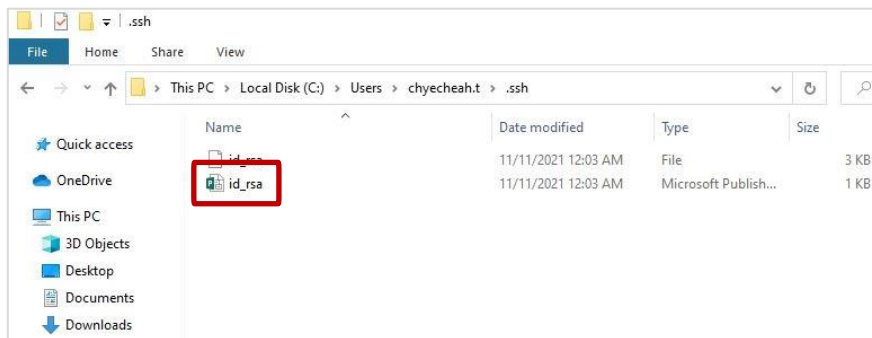 .ssh
File Home Share View
This PC > Local Disk (C:) > Users > chyecheah.t > .ssh
Name Date modified Type Size
Quick access
id_rsa 11/11/2021 12:03 AM File 3 KB
OneDrive
id_rsa 11/11/2021 12:03 AM Microsoft Publish... 1 KB
This PC
3D Objects
Desktop
Documents
Downloads